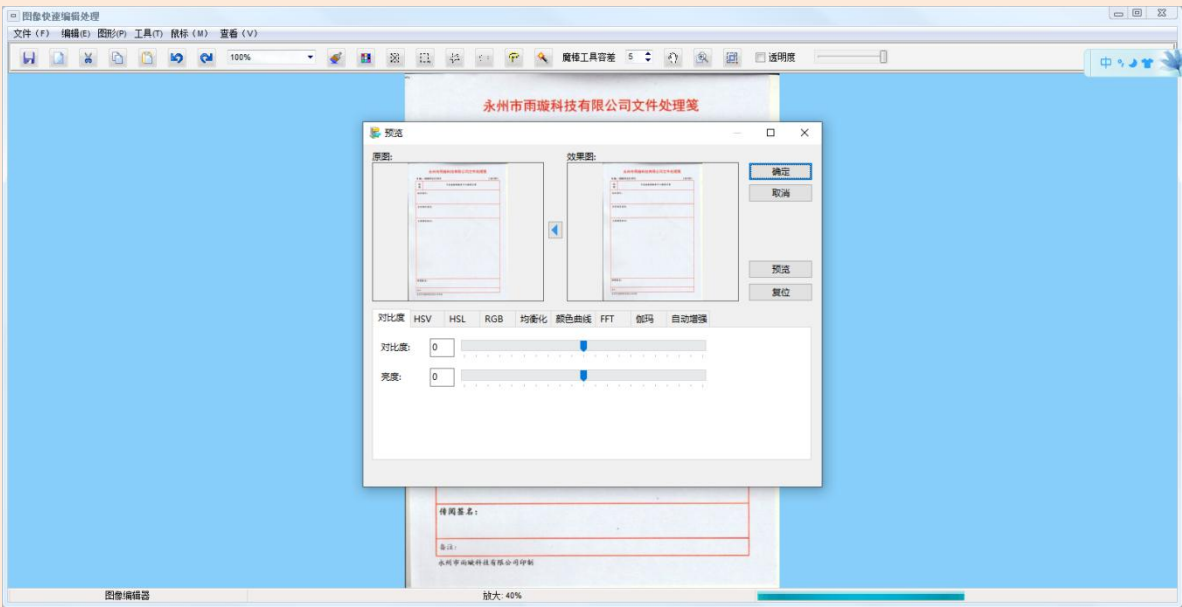 图像快速编辑处理
文件（F） 编辑(E) 图形(P) 工具(T) 鼠标（M） 查看（V）
100% 魔棒工具容差 5 透明度
中
永州市雨璇科技有限公司文件处理笺
预览
原图: 效果图:
确定
取消
预览
复位
对比度 HSV HSL RGB 均衡化 颜色曲线 FFT 伽玛 自动增强
对比度: 0
亮度: 0
传阅签名：
备注：
永州市雨璇科技有限公司印制
图像编辑器 放大: 40%